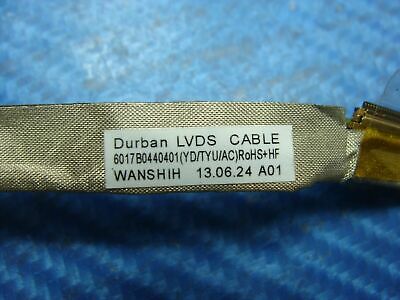 Durban LVDS CABLE
6017B0440401(YD/TYU/AC)RoHS+HF
WANSHIH 13.06.24 A01